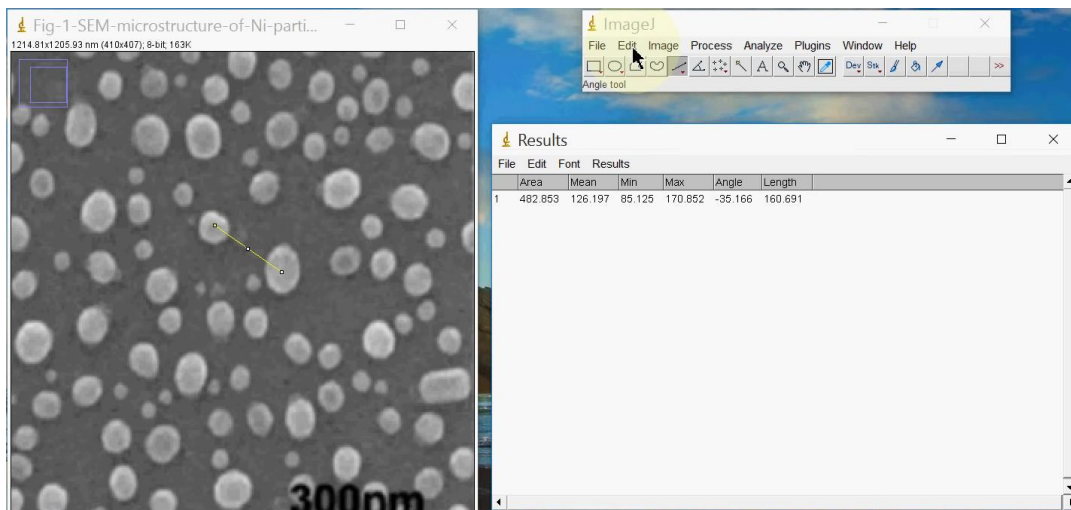 Fig-1-SEM-microstructure-of-Ni-parti...
1214.81x1205.93 nm (410x407); 8-bit; 163K
300nm
ImageJ
File Edit Image Process Analyze Plugins Window Help
A Dev Stk >>
Angle tool
Results
File Edit Font Results
Area Mean Min Max Angle Length
1 482.853 126.197 85.125 170.852 -35.166 160.691